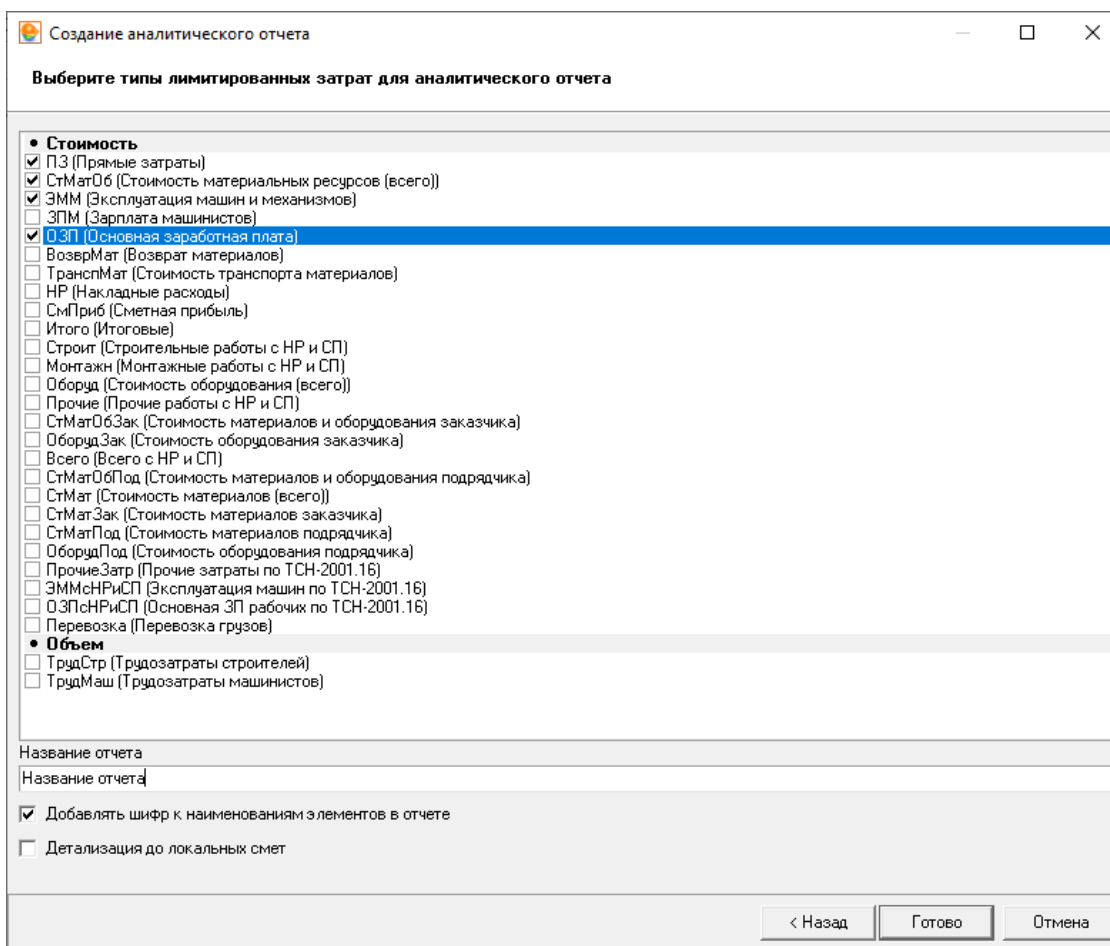 Создание аналитического отчета
Выберите типы лимитированных затрат для аналитического отчета
• Стоимость
ПЗ (Прямые затраты)
СтМатОб (Стоимость материальных ресурсов (всего))
ЭММ (Эксплуатация машин и механизмов)
ЗПМ (Зарплата машинистов)
ОЗП (Основная заработная плата)
ВозврМат (Возврат материалов)
ТранспМат (Стоимость транспорта материалов)
НР (Накладные расходы)
СмПриб (Сметная прибыль)
Итого (Итоговые)
Строит (Строительные работы с НР и СП)
Монтажн (Монтажные работы с НР и СП)
Оборуд (Стоимость оборудования (всего))
Прочие (Прочие работы с НР и СП)
СтМатОбЗак (Стоимость материалов и оборудования заказчика)
ОборудЗак (Стоимость оборудования заказчика)
Всего (Всего с НР и СП)
СтМатОбПод (Стоимость материалов и оборудования подрядчика)
СтМат (Стоимость материалов (всего))
СтМатЗак (Стоимость материалов заказчика)
СтМатПод (Стоимость материалов подрядчика)
ОборудПод (Стоимость оборудования подрядчика)
ПрочиеЗатр (Прочие затраты по ТСН-2001.16)
ЭММсНРиСП (Эксплуатация машин по ТСН-2001.16)
ОЗПсНРиСП (Основная ЗП рабочих по ТСН-2001.16)
Перевозка (Перевозка грузов)
• Объем
ТрудСтр (Трудозатраты строителей)
ТрудМаш (Трудозатраты машинистов)
Название отчета
Название отчета
Добавлять шифр к наименованиям элементов в отчете
Детализация до локальных смет
< Назад Готово Отмена